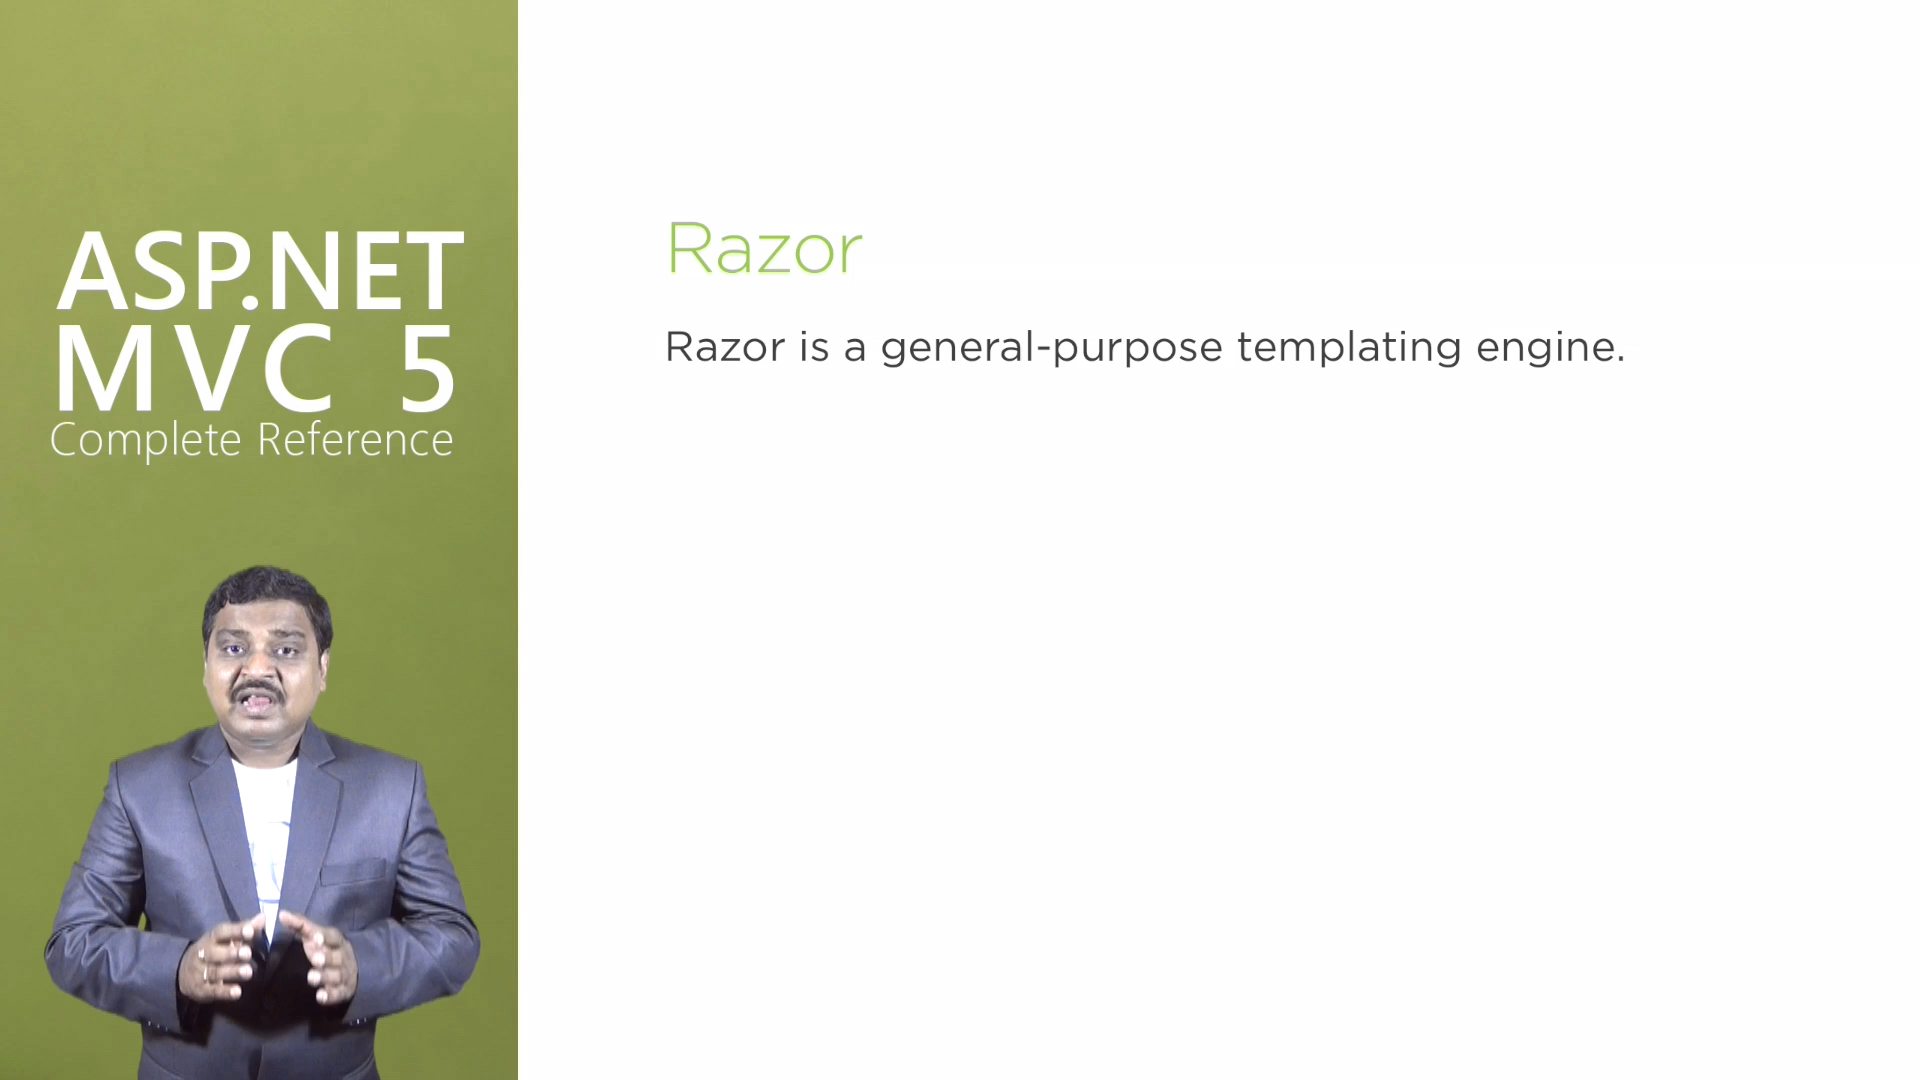 ASP.NET
MVC 5
Complete Reference
Razor
Razor is a general-purpose templating engine.